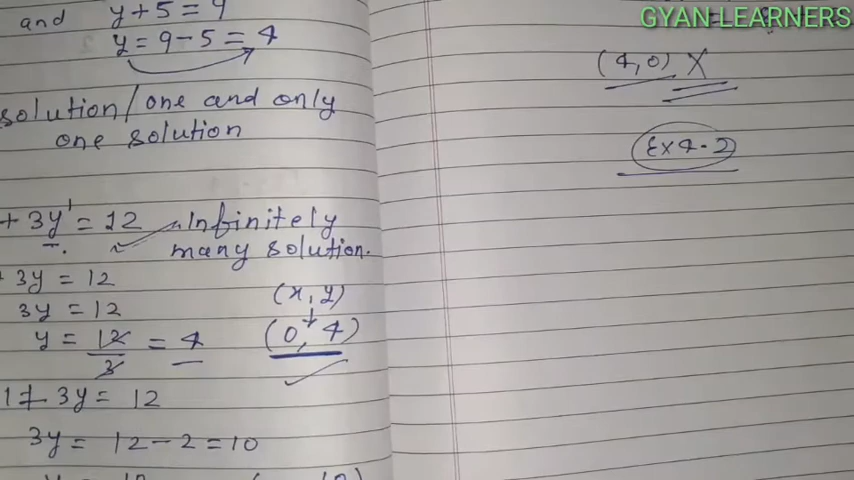 and y+5=9
y=9-5=4
solution/one and only
one solution
+3y=12 Infinitely
many solution.
3y=12
3y=12
(x,y)
y=12/3=4
(0,4)
3y=12
3y=12-2=10
GYAN LEARNERS
(4,0) X
Ex 4.2